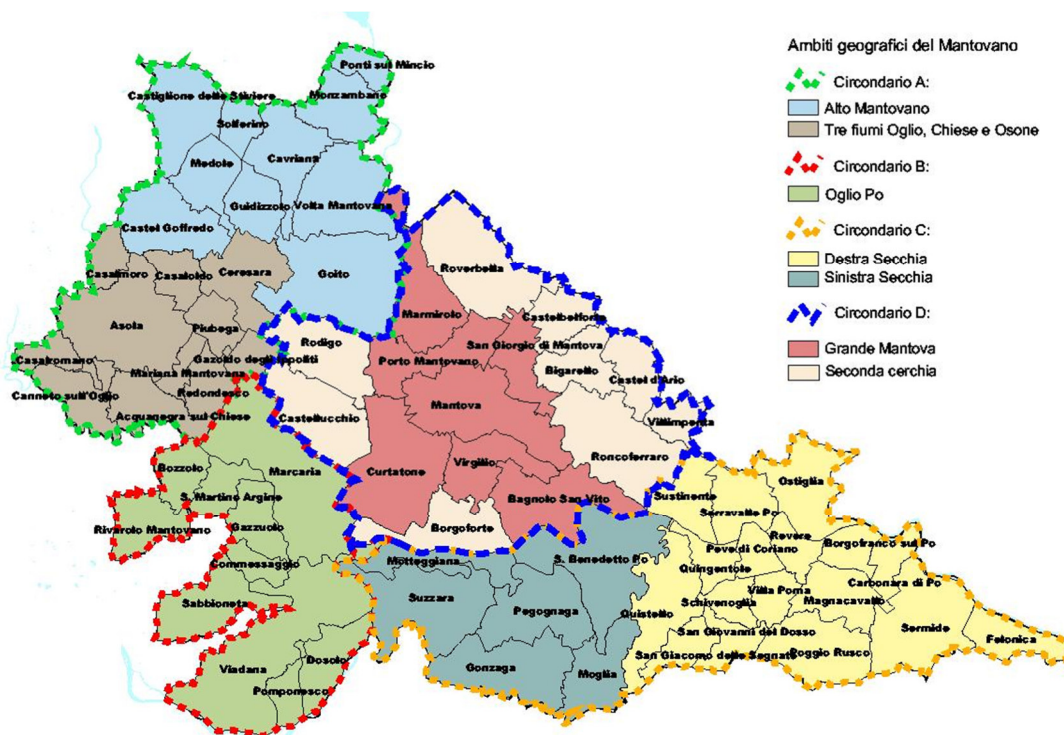 Ambiti geografici del Mantovano
Circondario A:
Alto Mantovano
Tre fiumi Oglio, Chiese e Osone
Circondario B:
Oglio Po
Circondario C:
Destra Secchia
Sinistra Secchia
Circondario D:
Grande Mantova
Seconda cerchia
Ponti sul Mincio
Castiglione delle Stiviere
Monzambano
Solferino
Medole
Cavriana
Guidizzolo
Volta Mantovana
Castel Goffredo
Casalmoro
Casaloldo
Ceresara
Goito
Roverbella
Asola
Piubega
Marmirolo
Castelbelforte
Rodigo
San Giorgio di Mantova
Casalromano
Gazoldo degli Ippoliti
Porto Mantovano
Bigarello
Mariana Mantovana
Castel d'Ario
Canneto sull'Oglio
Redondesco
Mantova
Acquanegra sul Chiese
Castellucchio
Villimpenta
Roncoferraro
Bozzolo
Marcaria
Curtatone
Virgilio
Ostiglia
S. Martino Argine
Bagnolo San Vito
Sustinente
Serravalle Po
Rivarolo Mantovano
Gazzuolo
Borgoforte
Revere
Pieve di Coriano
Borgofranco sul Po
Commessaggio
Motteggiana
S. Benedetto Po
Quingentole
Carbonara di Po
Sabbioneta
Suzzara
Pegognaga
Quistello
Schivenoglia
Villa Poma
Magnacavallo
Sermide
Felonica
San Giovanni del Dosso
San Giacomo delle Segnate
Poggio Rusco
Viadana
Dosolo
Gonzaga
Moglia
Pomponesco